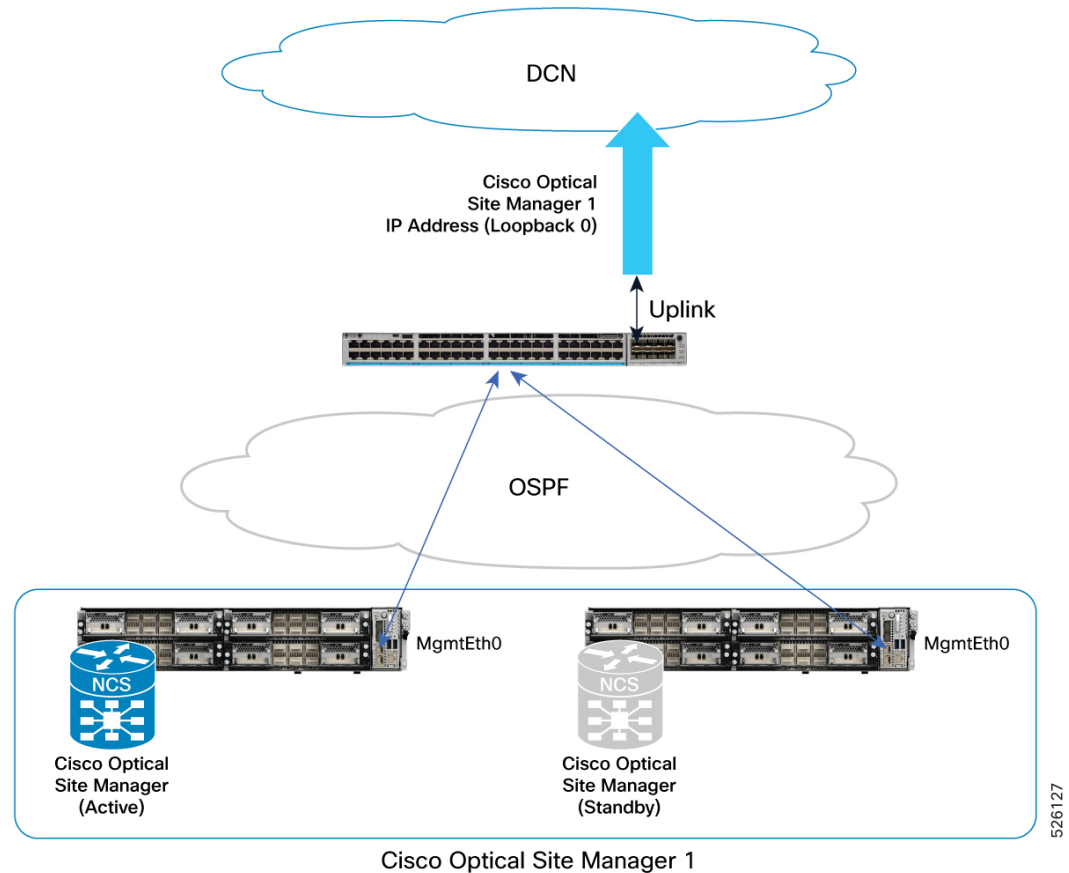 DCN
Cisco Optical
Site Manager 1
IP Address (Loopback 0)
Uplink
OSPF
MgmtEth0
MgmtEth0
NCS
NCS
Cisco Optical
Site Manager
(Active)
Cisco Optical
Site Manager
(Standby)
526127
Cisco Optical Site Manager 1